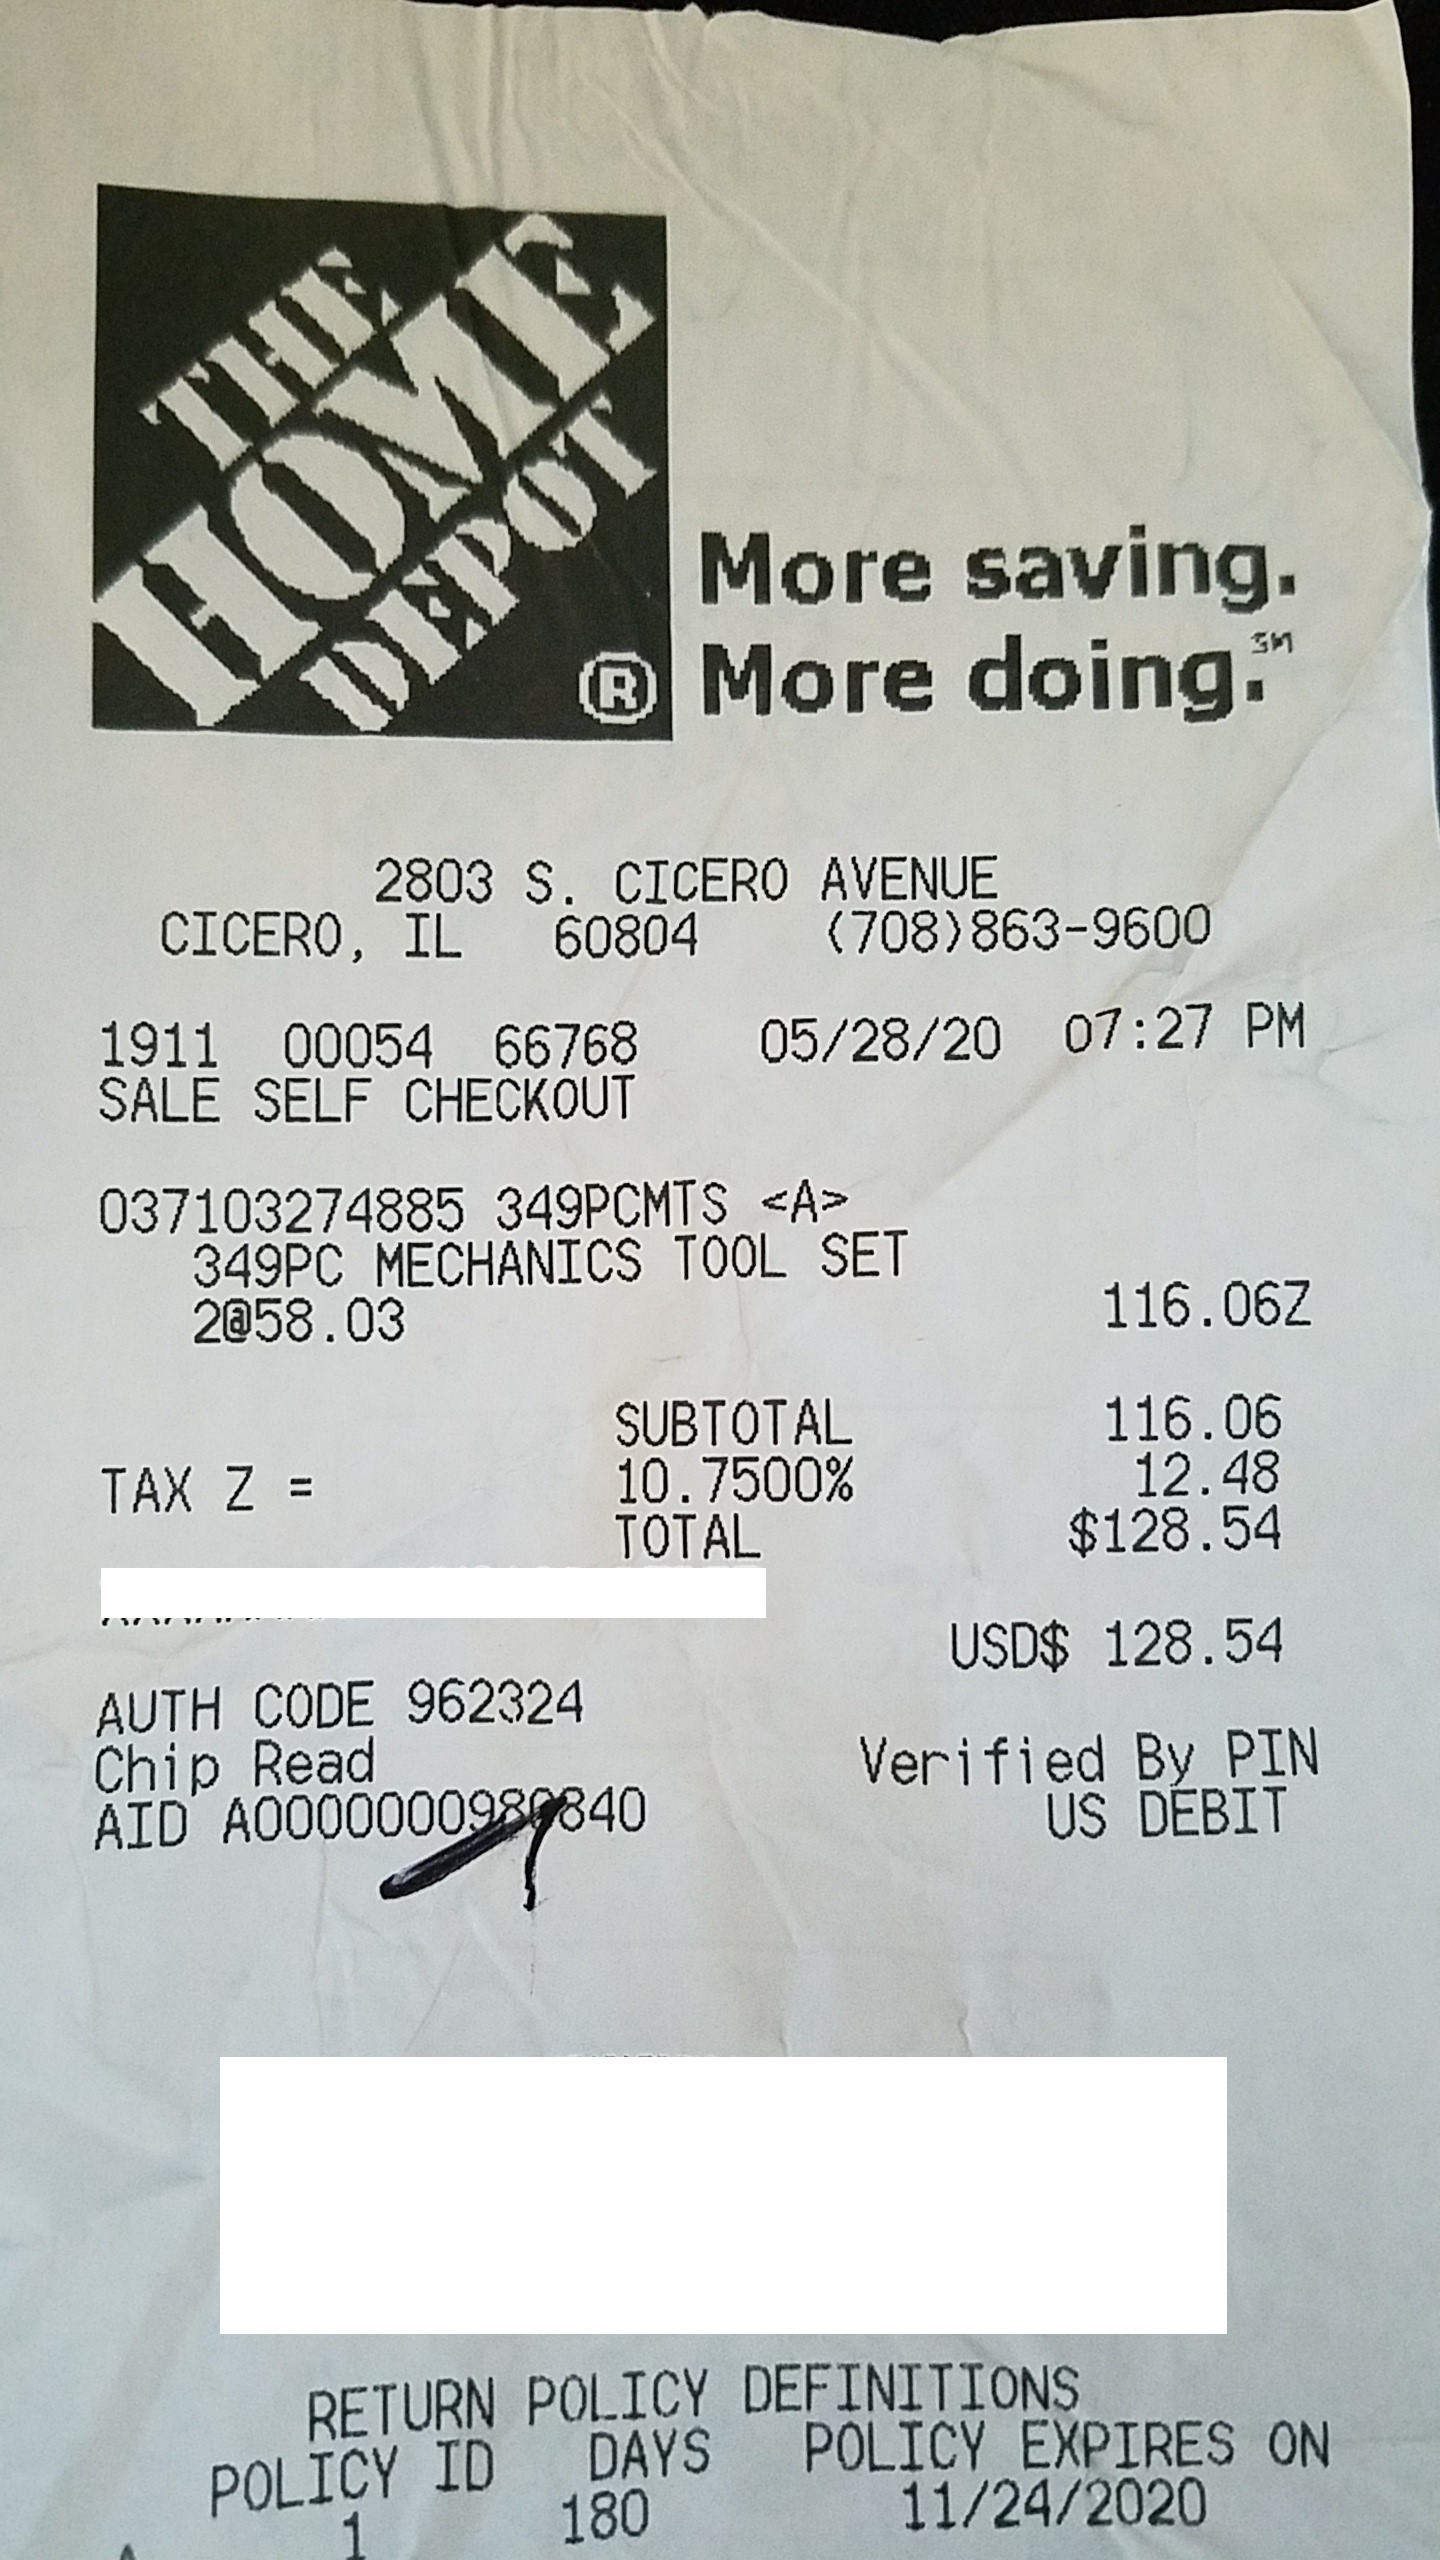 THE
HOME
DEPOT
®
More saving.
More doing.℠
2803 S. CICERO AVENUE
CICERO, IL 60804 (708)863-9600
1911 00054 66768 05/28/20 07:27 PM
SALE SELF CHECKOUT
037103274885 349PCMTS <A>
349PC MECHANICS TOOL SET
2@58.03 116.06Z
SUBTOTAL 116.06
TAX Z = 10.7500% 12.48
TOTAL $128.54
USD$ 128.54
AUTH CODE 962324
Chip Read Verified By PIN
AID A0000000980840 US DEBIT
RETURN POLICY DEFINITIONS
POLICY ID DAYS POLICY EXPIRES ON
1 180 11/24/2020
A